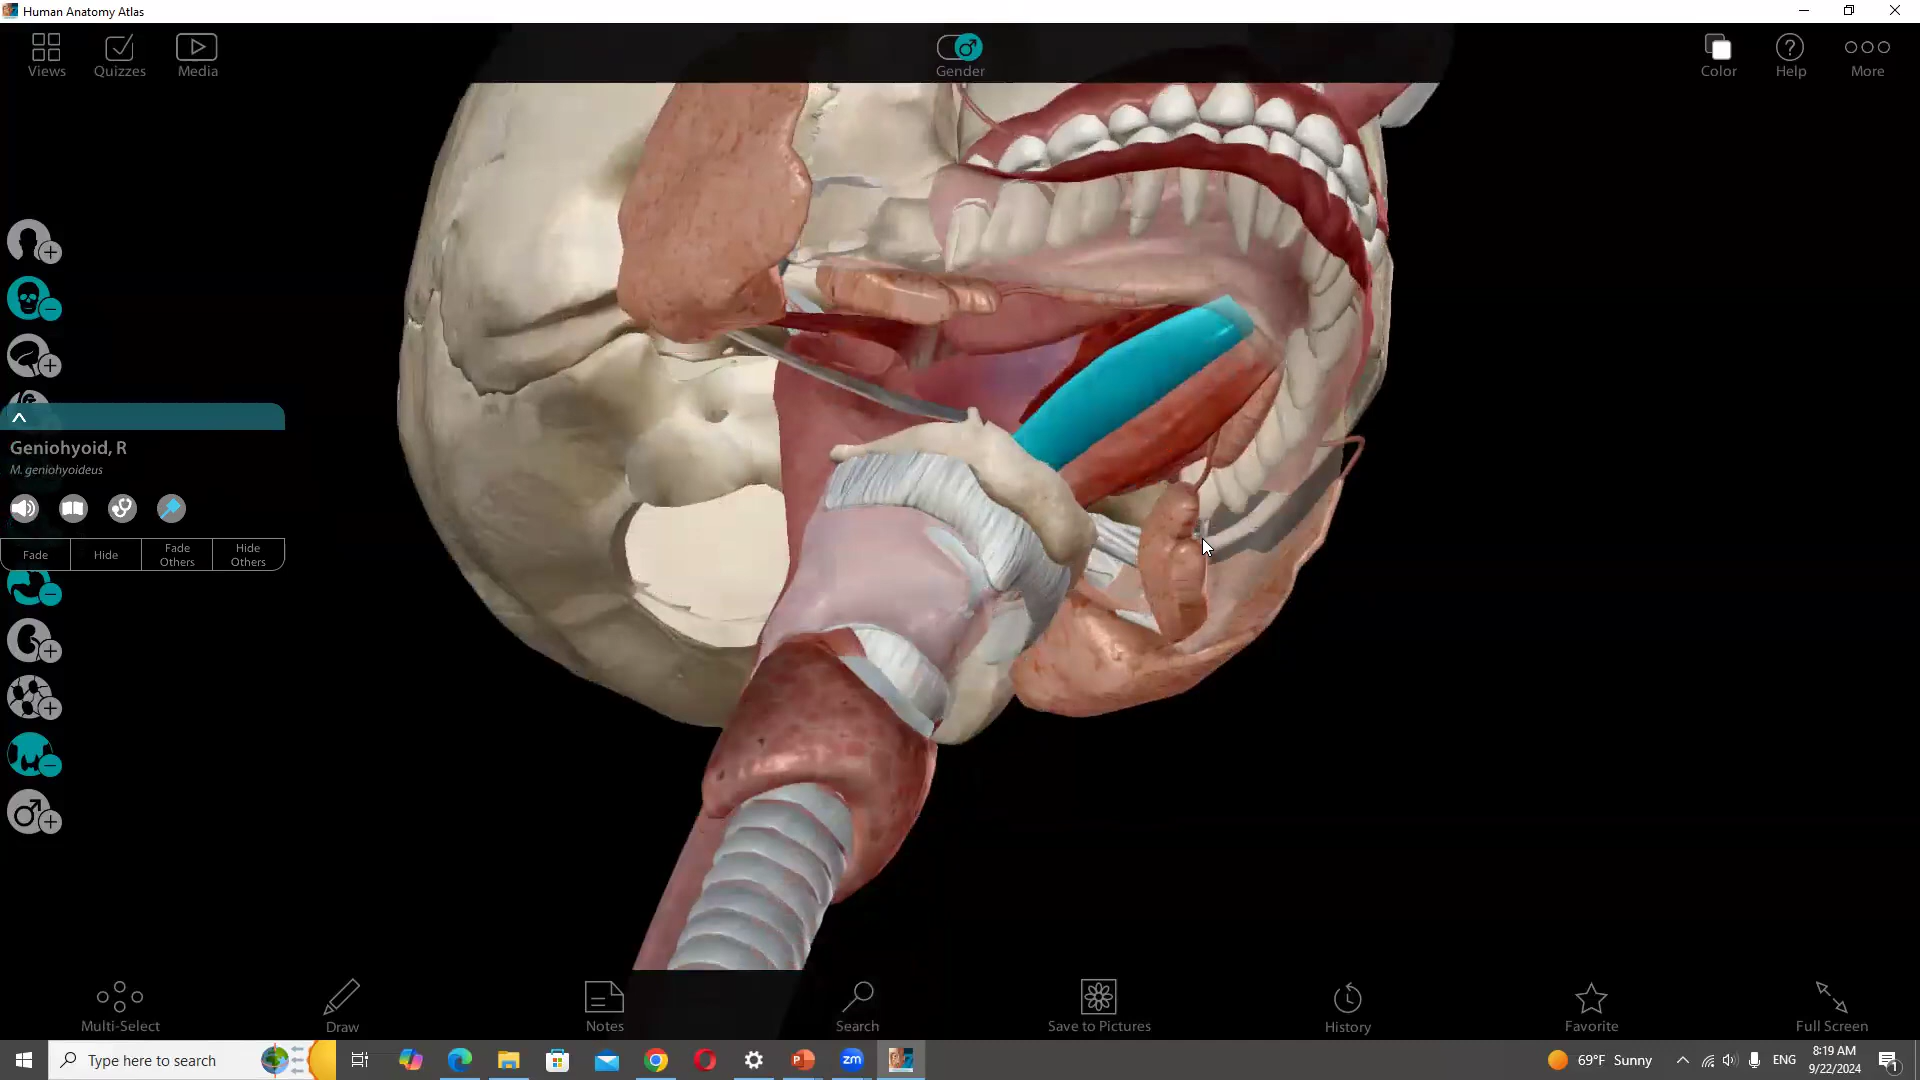 Human Anatomy Atlas
Views
Quizzes
Media
Gender
Color
Help
More
Geniohyoid, R
M. geniohyoideus
Fade
Hide
Fade
Others
Hide
Others
Multi-Select
Draw
Notes
Search
Save to Pictures
History
Favorite
Full Screen
Type here to search
zm
69°F Sunny
ENG
8:19 AM
9/22/2024
1